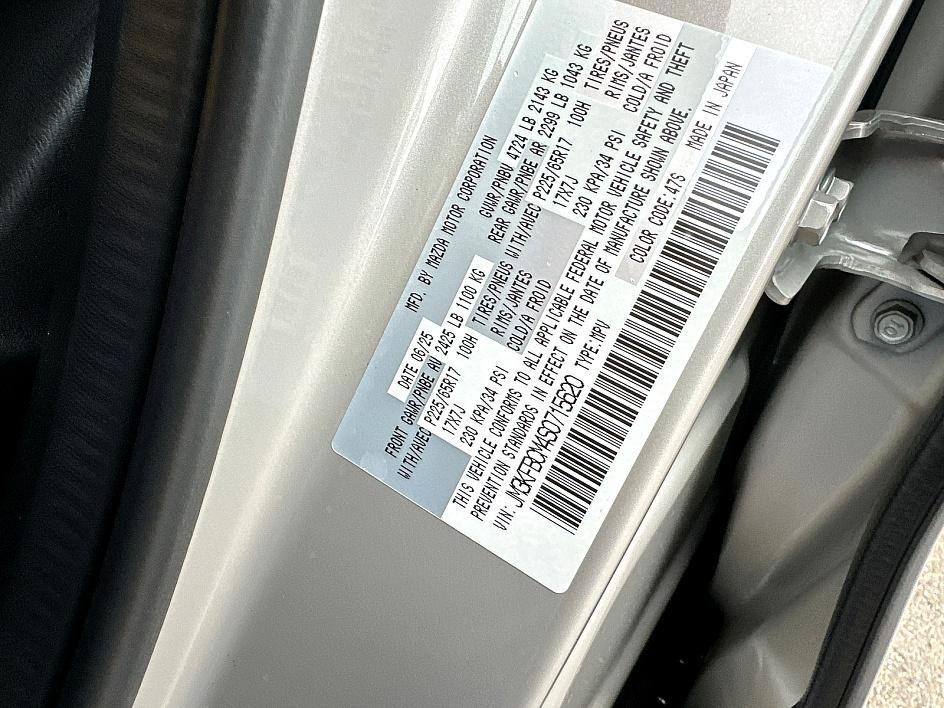 MFD. BY MAZDA MOTOR CORPORATION
DATE 06/25 GVWR/PNBV 4724 LB 2143 KG
FRONT GAWR/PNBE AV 2425 LB 1100 KG REAR GAWR/PNBE AR 2299 LB 1043 KG
WITH/AVEC P225/65R17 100H TIRES/PNEUS WITH/AVEC P225/65R17 100H TIRES/PNEUS
17X7J RIMS/JANTES 17X7J RIMS/JANTES
230 KPA/34 PSI COLD/A FROID 230 KPA/34 PSI COLD/A FROID
THIS VEHICLE CONFORMS TO ALL APPLICABLE FEDERAL MOTOR VEHICLE SAFETY AND THEFT
PREVENTION STANDARDS IN EFFECT ON THE DATE OF MANUFACTURE SHOWN ABOVE.
VIN: JM3KFBCM4S0715620 TYPE:MPV COLOR CODE:47S MADE IN JAPAN